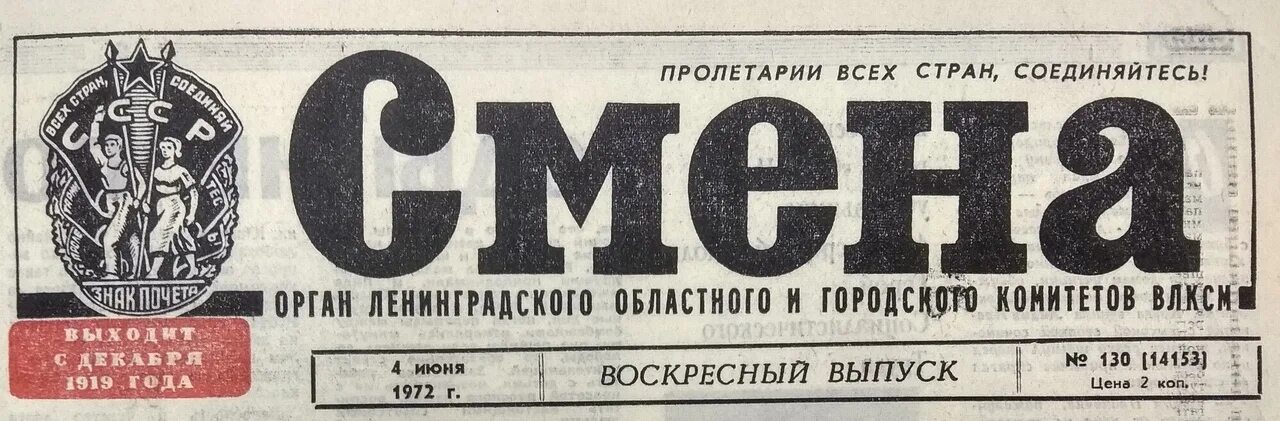 ПРОЛЕТАРИИ ВСЕХ СТРАН, СОЕДИНЯЙТЕСЬ!
Смена
ВСЕХ СТРАН, СОЕДИНЯЙ
СССР
ЗНАК ПОЧЕТА
ОРГАН ЛЕНИНГРАДСКОГО ОБЛАСТНОГО И ГОРОДСКОГО КОМИТЕТОВ ВЛКСМ
ВЫХОДИТ
С ДЕКАБРЯ
1919 ГОДА
4 июня
1972 г.
ВОСКРЕСНЫЙ ВЫПУСК
№ 130 (14153)
Цена 2 коп.